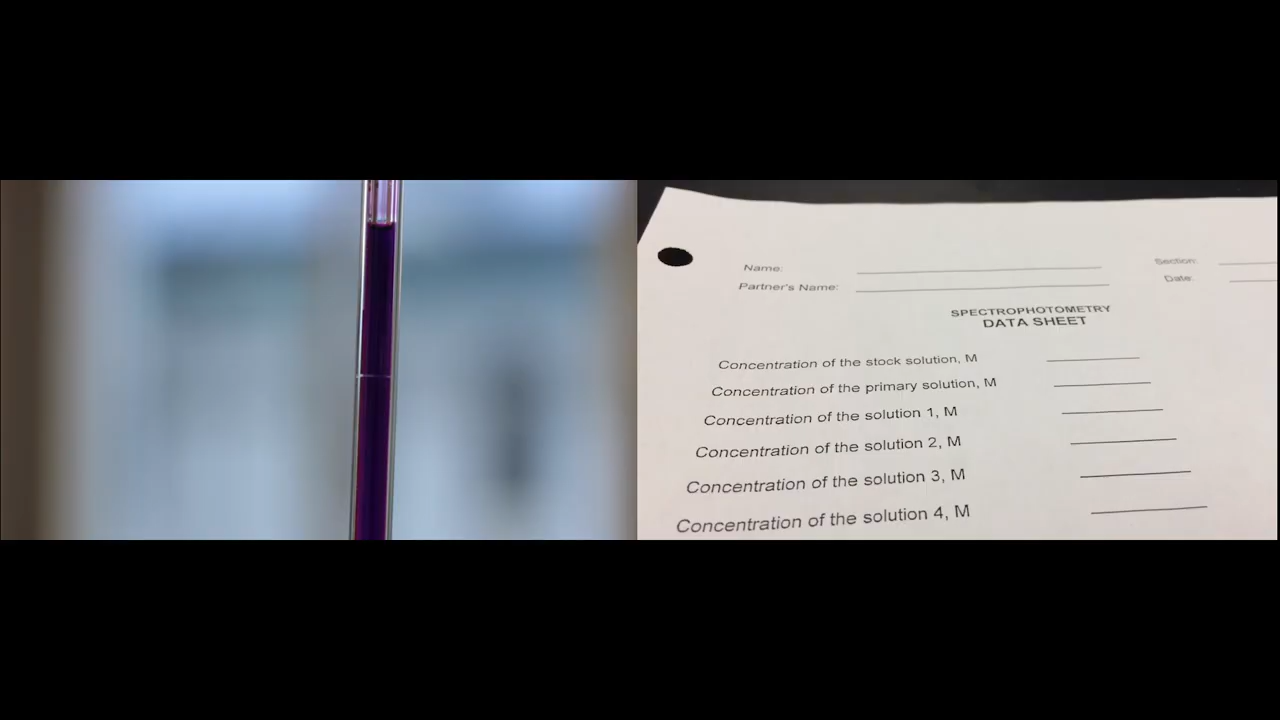 Name:
Section:
Partner's Name:
Date:
SPECTROPHOTOMETRY
DATA SHEET
Concentration of the stock solution, M
Concentration of the primary solution, M
Concentration of the solution 1, M
Concentration of the solution 2, M
Concentration of the solution 3, M
Concentration of the solution 4, M